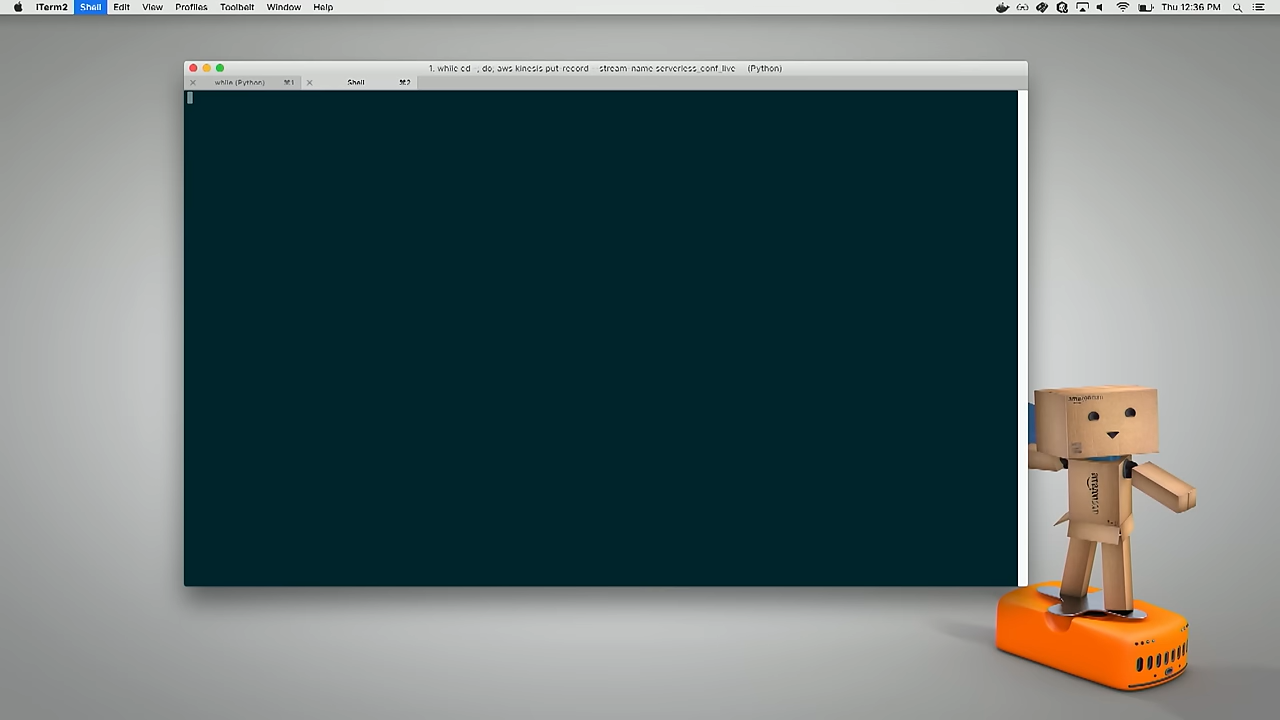 iTerm2 Shell Edit View Profiles Toolbelt Window Help Thu 12:36 PM
1. while cd ., do; aws kinesis put-record --stream-name serverless_conf_live (Python)
while (Python) ⌘1 Shell ⌘2
amazon